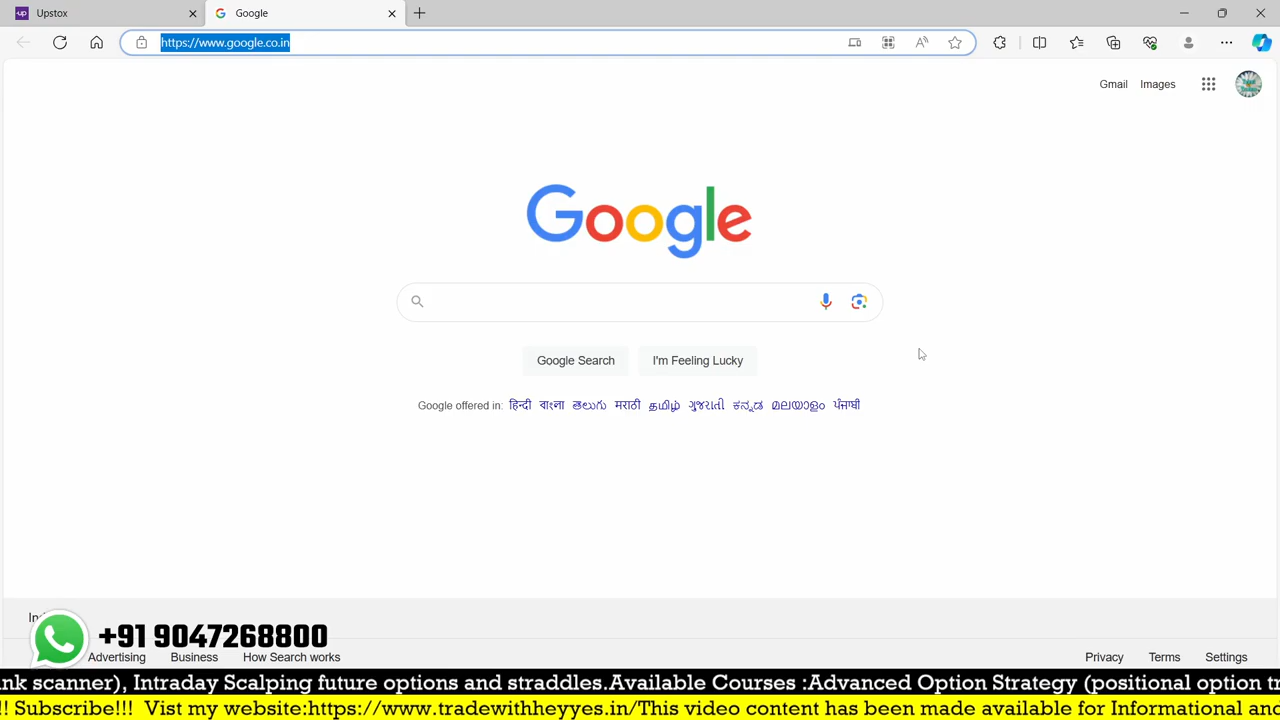 Upstox
Google
https://www.google.co.in
Gmail Images
Google
Google Search I'm Feeling Lucky
Google offered in: हिन्दी বাংলা తెలుగు मराठी தமிழ் ગુજરાતી ಕನ್ನಡ മലയാളം ਪੰਜਾਬੀ
+91 9047268800
Advertising Business How Search works
Privacy Terms Settings
scanner), Intraday Scalping future options and straddles.Available Courses :Advanced Option Strategy (positional option
!! Subscribe!!! Vist my website:https://www.tradewithheyyes.in/This video content has been made available for Informational and